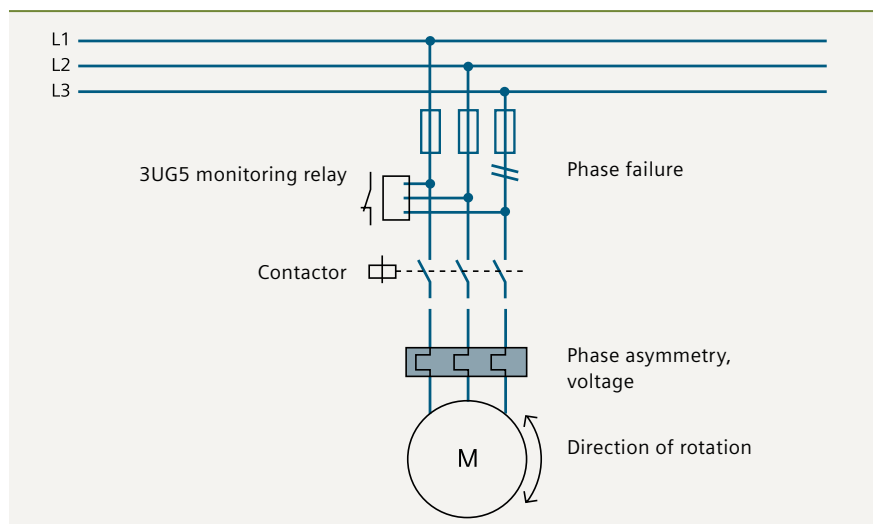 L1
L2
L3
3UG5 monitoring relay
Phase failure
Contactor
Phase asymmetry,
voltage
M
Direction of rotation